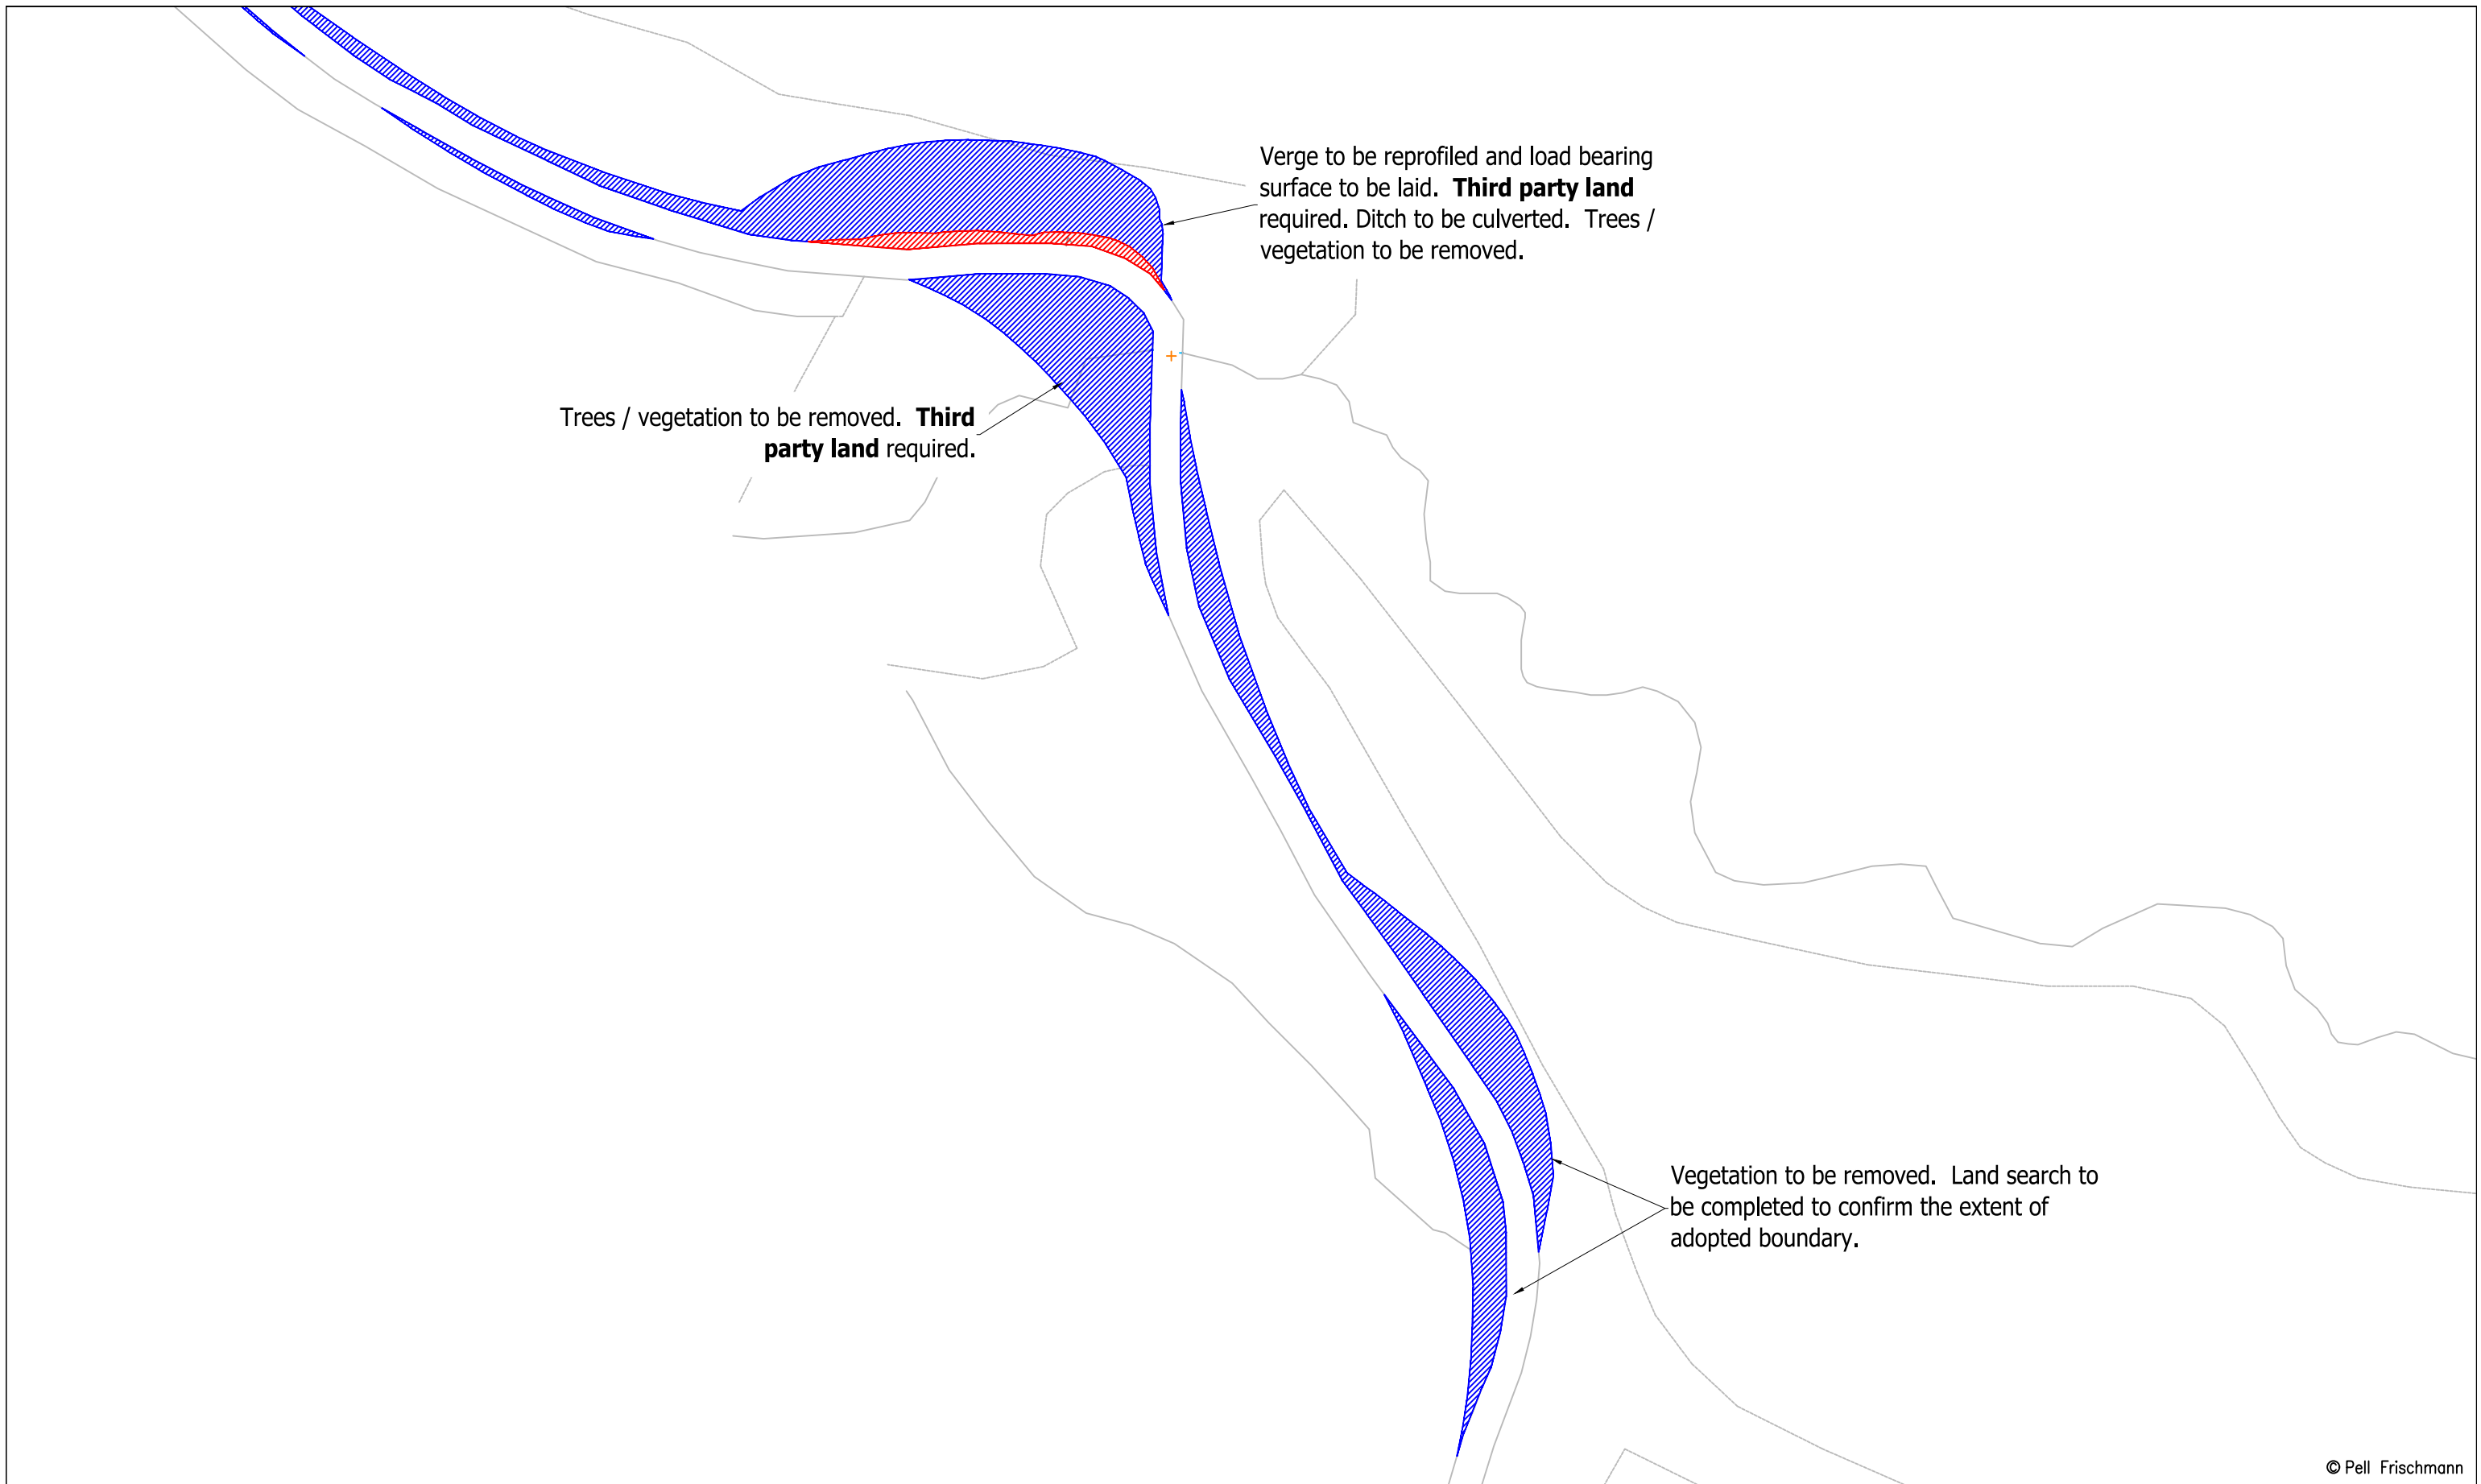 Verge to be reprofiled and load bearing
surface to be laid.  Third party land
required. Ditch to be culverted.  Trees /
vegetation to be removed.
Trees / vegetation to be removed.  Third
party land required.
Vegetation to be removed.  Land search to
be completed to confirm the extent of
adopted boundary.
© Pell Frischmann